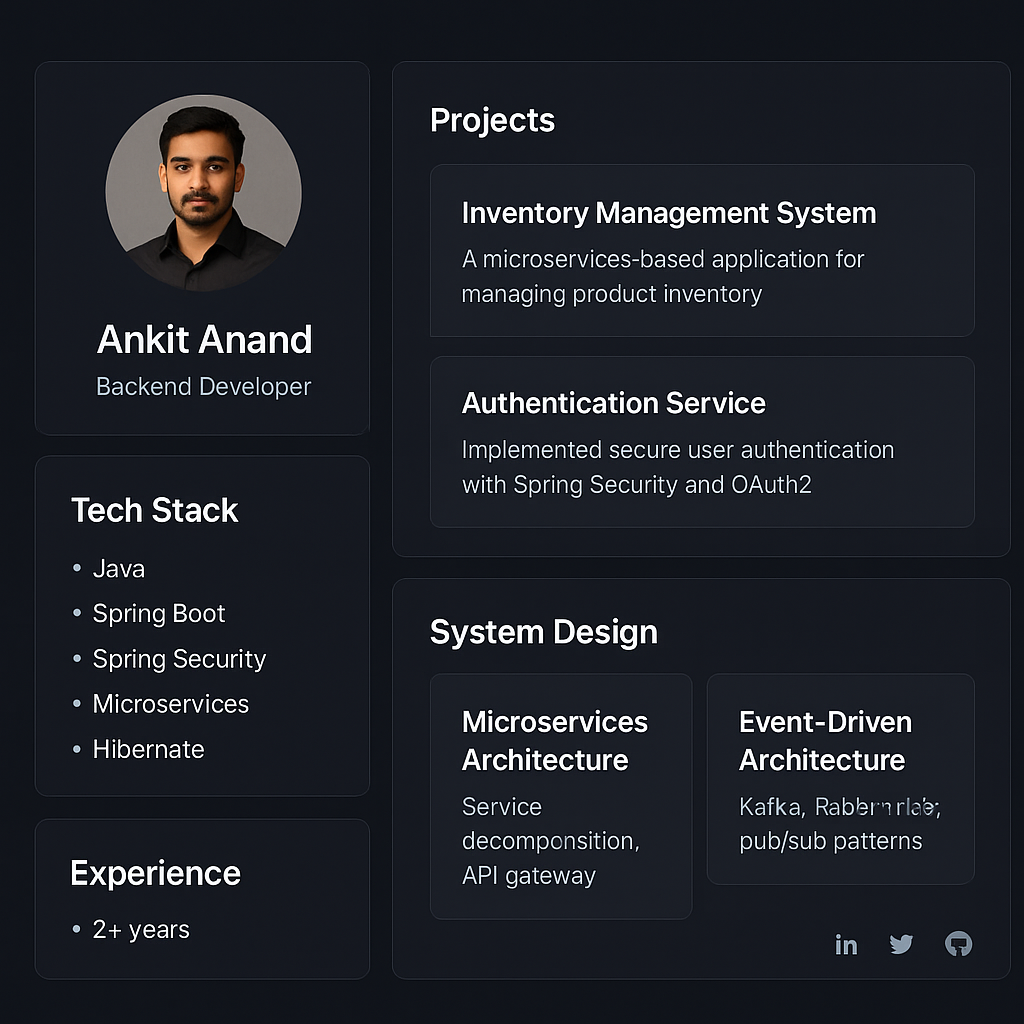 Ankit Anand
Backend Developer
Tech Stack
• Java
• Spring Boot
• Spring Security
• Microservices
• Hibernate
Experience
• 2+ years
Projects
Inventory Management System
A microservices-based application for
managing product inventory
Authentication Service
Implemented secure user authentication
with Spring Security and OAuth2
System Design
Microservices
Architecture
Service
decomponsition,
API gateway
Event-Driven
Architecture
Kafka,
pub/sub patterns
in